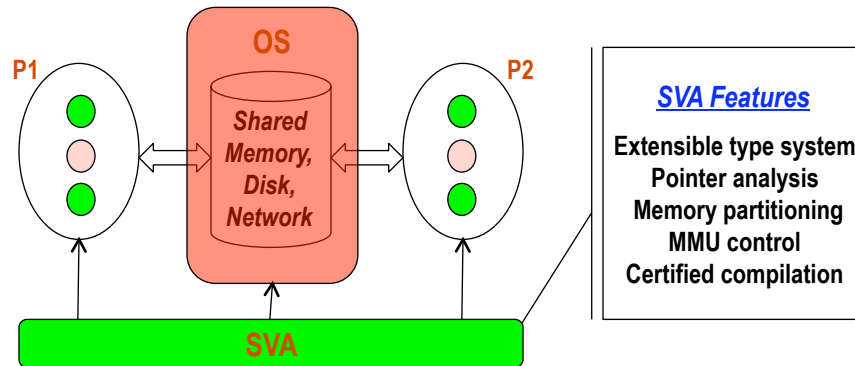 OS
P1
P2
Shared
Memory,
Disk,
Network
SVA
SVA Features
Extensible type system
Pointer analysis
Memory partitioning
MMU control
Certified compilation